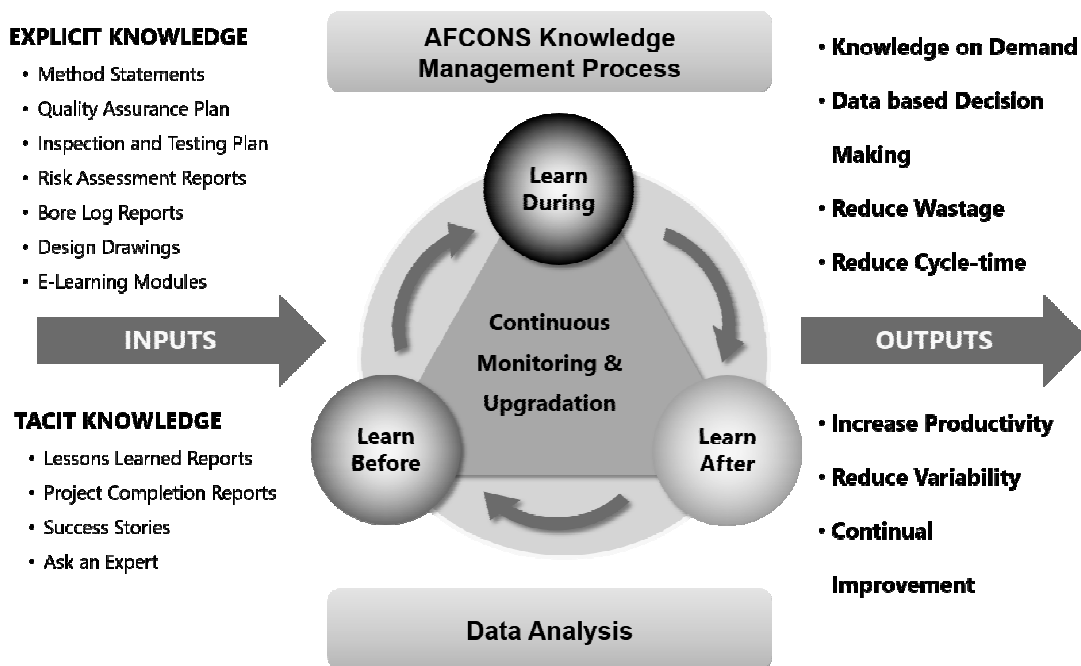 EXPLICIT KNOWLEDGE
• Method Statements
• Quality Assurance Plan
• Inspection and Testing Plan
• Risk Assessment Reports
• Bore Log Reports
• Design Drawings
• E-Learning Modules
INPUTS
TACIT KNOWLEDGE
• Lessons Learned Reports
• Project Completion Reports
• Success Stories
• Ask an Expert
AFCONS Knowledge
Management Process
Learn
During
Continuous
Monitoring &
Upgradation
Learn
Before
Learn
After
Data Analysis
• Knowledge on Demand
• Data based Decision
Making
• Reduce Wastage
• Reduce Cycle-time
OUTPUTS
• Increase Productivity
• Reduce Variability
• Continual
Improvement